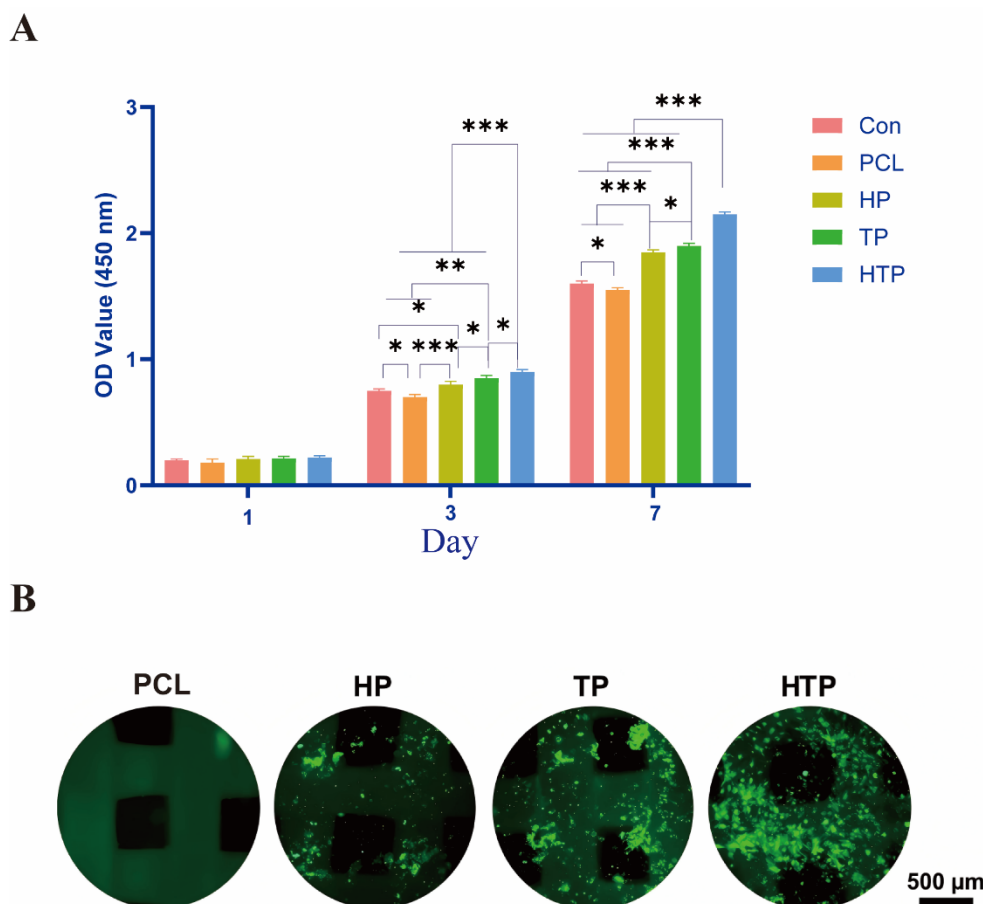 A
3
2
1
0
OD Value (450 nm)
***
***
***
*
*
***
**
*
*
*
*
***
Con
PCL
HP
TP
HTP
1
3
7
Day
B
PCL
HP
TP
HTP
500 μm